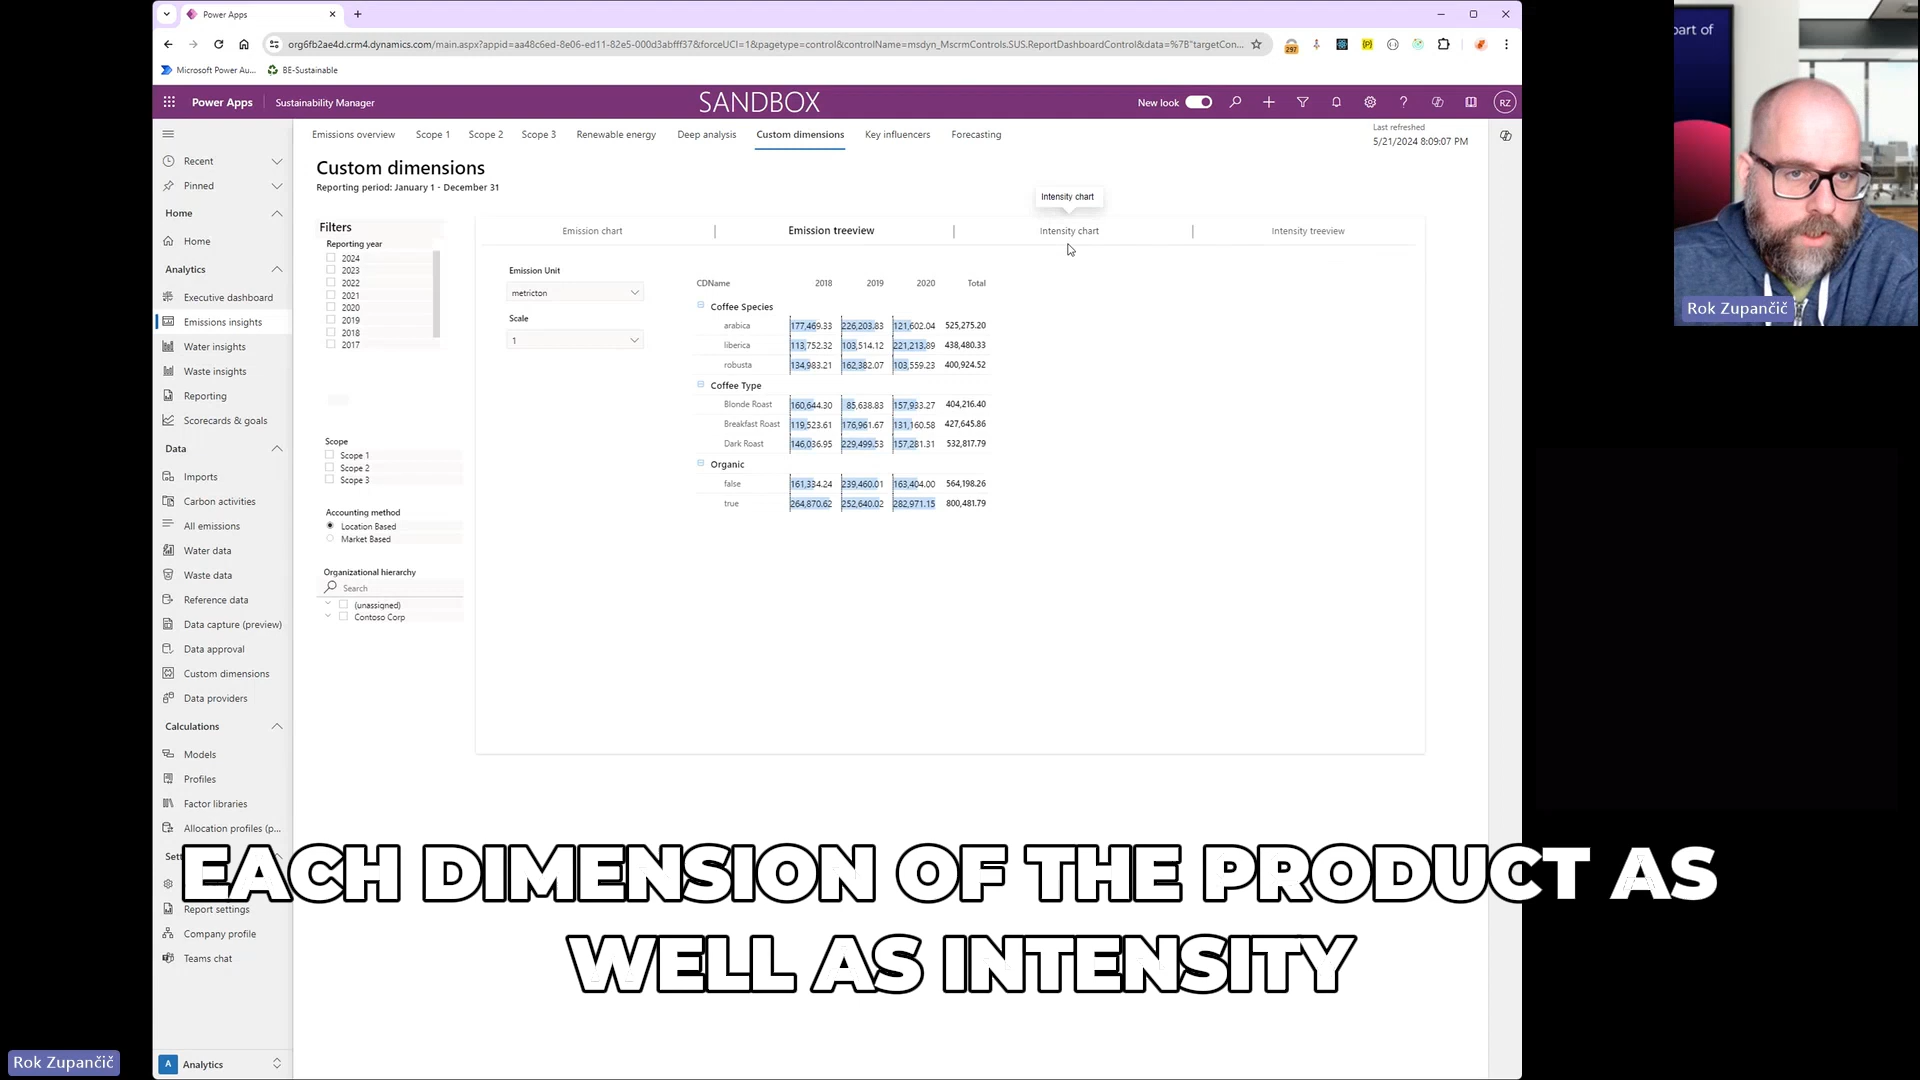 Power Apps
org6fb2ae4d.crm4.dynamics.com/main.aspx?appid=aa48c6ed-8e06-ed11-82e5-000d3abfff37&forceUCI=1&pagetype=control&controlName=msdyn_MscrmControls.SUS.ReportDashboardControl&data=%7B"targetCon...
297
Microsoft Power Au...
BE-Sustainable
Power Apps
Sustainability Manager
SANDBOX
New look
RZ
Recent
Pinned
Home
Home
Analytics
Executive dashboard
Emissions insights
Water insights
Waste insights
Reporting
Scorecards & goals
Data
Imports
Carbon activities
All emissions
Water data
Waste data
Reference data
Data capture (preview)
Data approval
Custom dimensions
Data providers
Calculations
Models
Profiles
Factor libraries
Allocation profiles (p...
Report settings
Company profile
Teams chat
A Analytics
Emissions overview Scope 1 Scope 2 Scope 3 Renewable energy Deep analysis Custom dimensions Key influencers Forecasting
Last refreshed
5/21/2024 8:09:07 PM
Custom dimensions
Reporting period: January 1 - December 31
Intensity chart
Filters
Reporting year
2024
2023
2022
2021
2020
2019
2018
2017
Scope
Scope 1
Scope 2
Scope 3
Accounting method
Location Based
Market Based
Organizational hierarchy
Search
(unassigned)
Contoso Corp
Emission chart | Emission treeview | Intensity chart | Intensity treeview
Emission Unit
metricton
Scale
1
CDName 2018 2019 2020 Total
Coffee Species
arabica 177,469.33 226,203.83 121,602.04 525,275.20
liberica 113,752.32 103,514.12 221,213.89 438,480.33
robusta 134,983.21 162,382.07 103,559.23 400,924.52
Coffee Type
Blonde Roast 160,644.30 85,638.83 157,933.27 404,216.40
Breakfast Roast 119,523.61 176,961.67 131,160.58 427,645.86
Dark Roast 146,036.95 229,499.53 157,281.31 532,817.79
Organic
false 161,334.24 239,460.01 163,404.00 564,198.26
true 264,870.62 252,640.02 282,971.15 800,481.79
EACH DIMENSION OF THE PRODUCT AS
WELL AS INTENSITY
part of
Rok Zupančič
Rok Zupančič